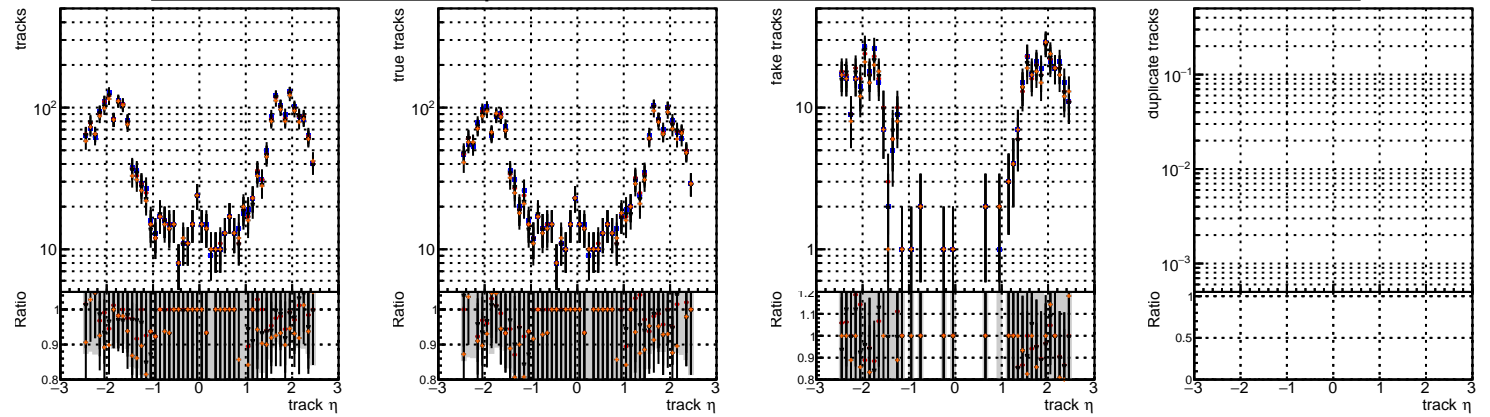 tracks
10²
10
Ratio
1
0.9
0.8
−3 −2 −1 0 1 2 3
track η
true tracks
10²
10
Ratio
1
0.9
0.8
−3 −2 −1 0 1 2 3
track η
fake tracks
10
1
Ratio
1.2
1.1
1
0.9
0.8
−3 −2 −1 0 1 2 3
track η
duplicate tracks
10⁻¹
10⁻²
10⁻³
Ratio
1
0.5
0
−3 −2 −1 0 1 2 3
track η